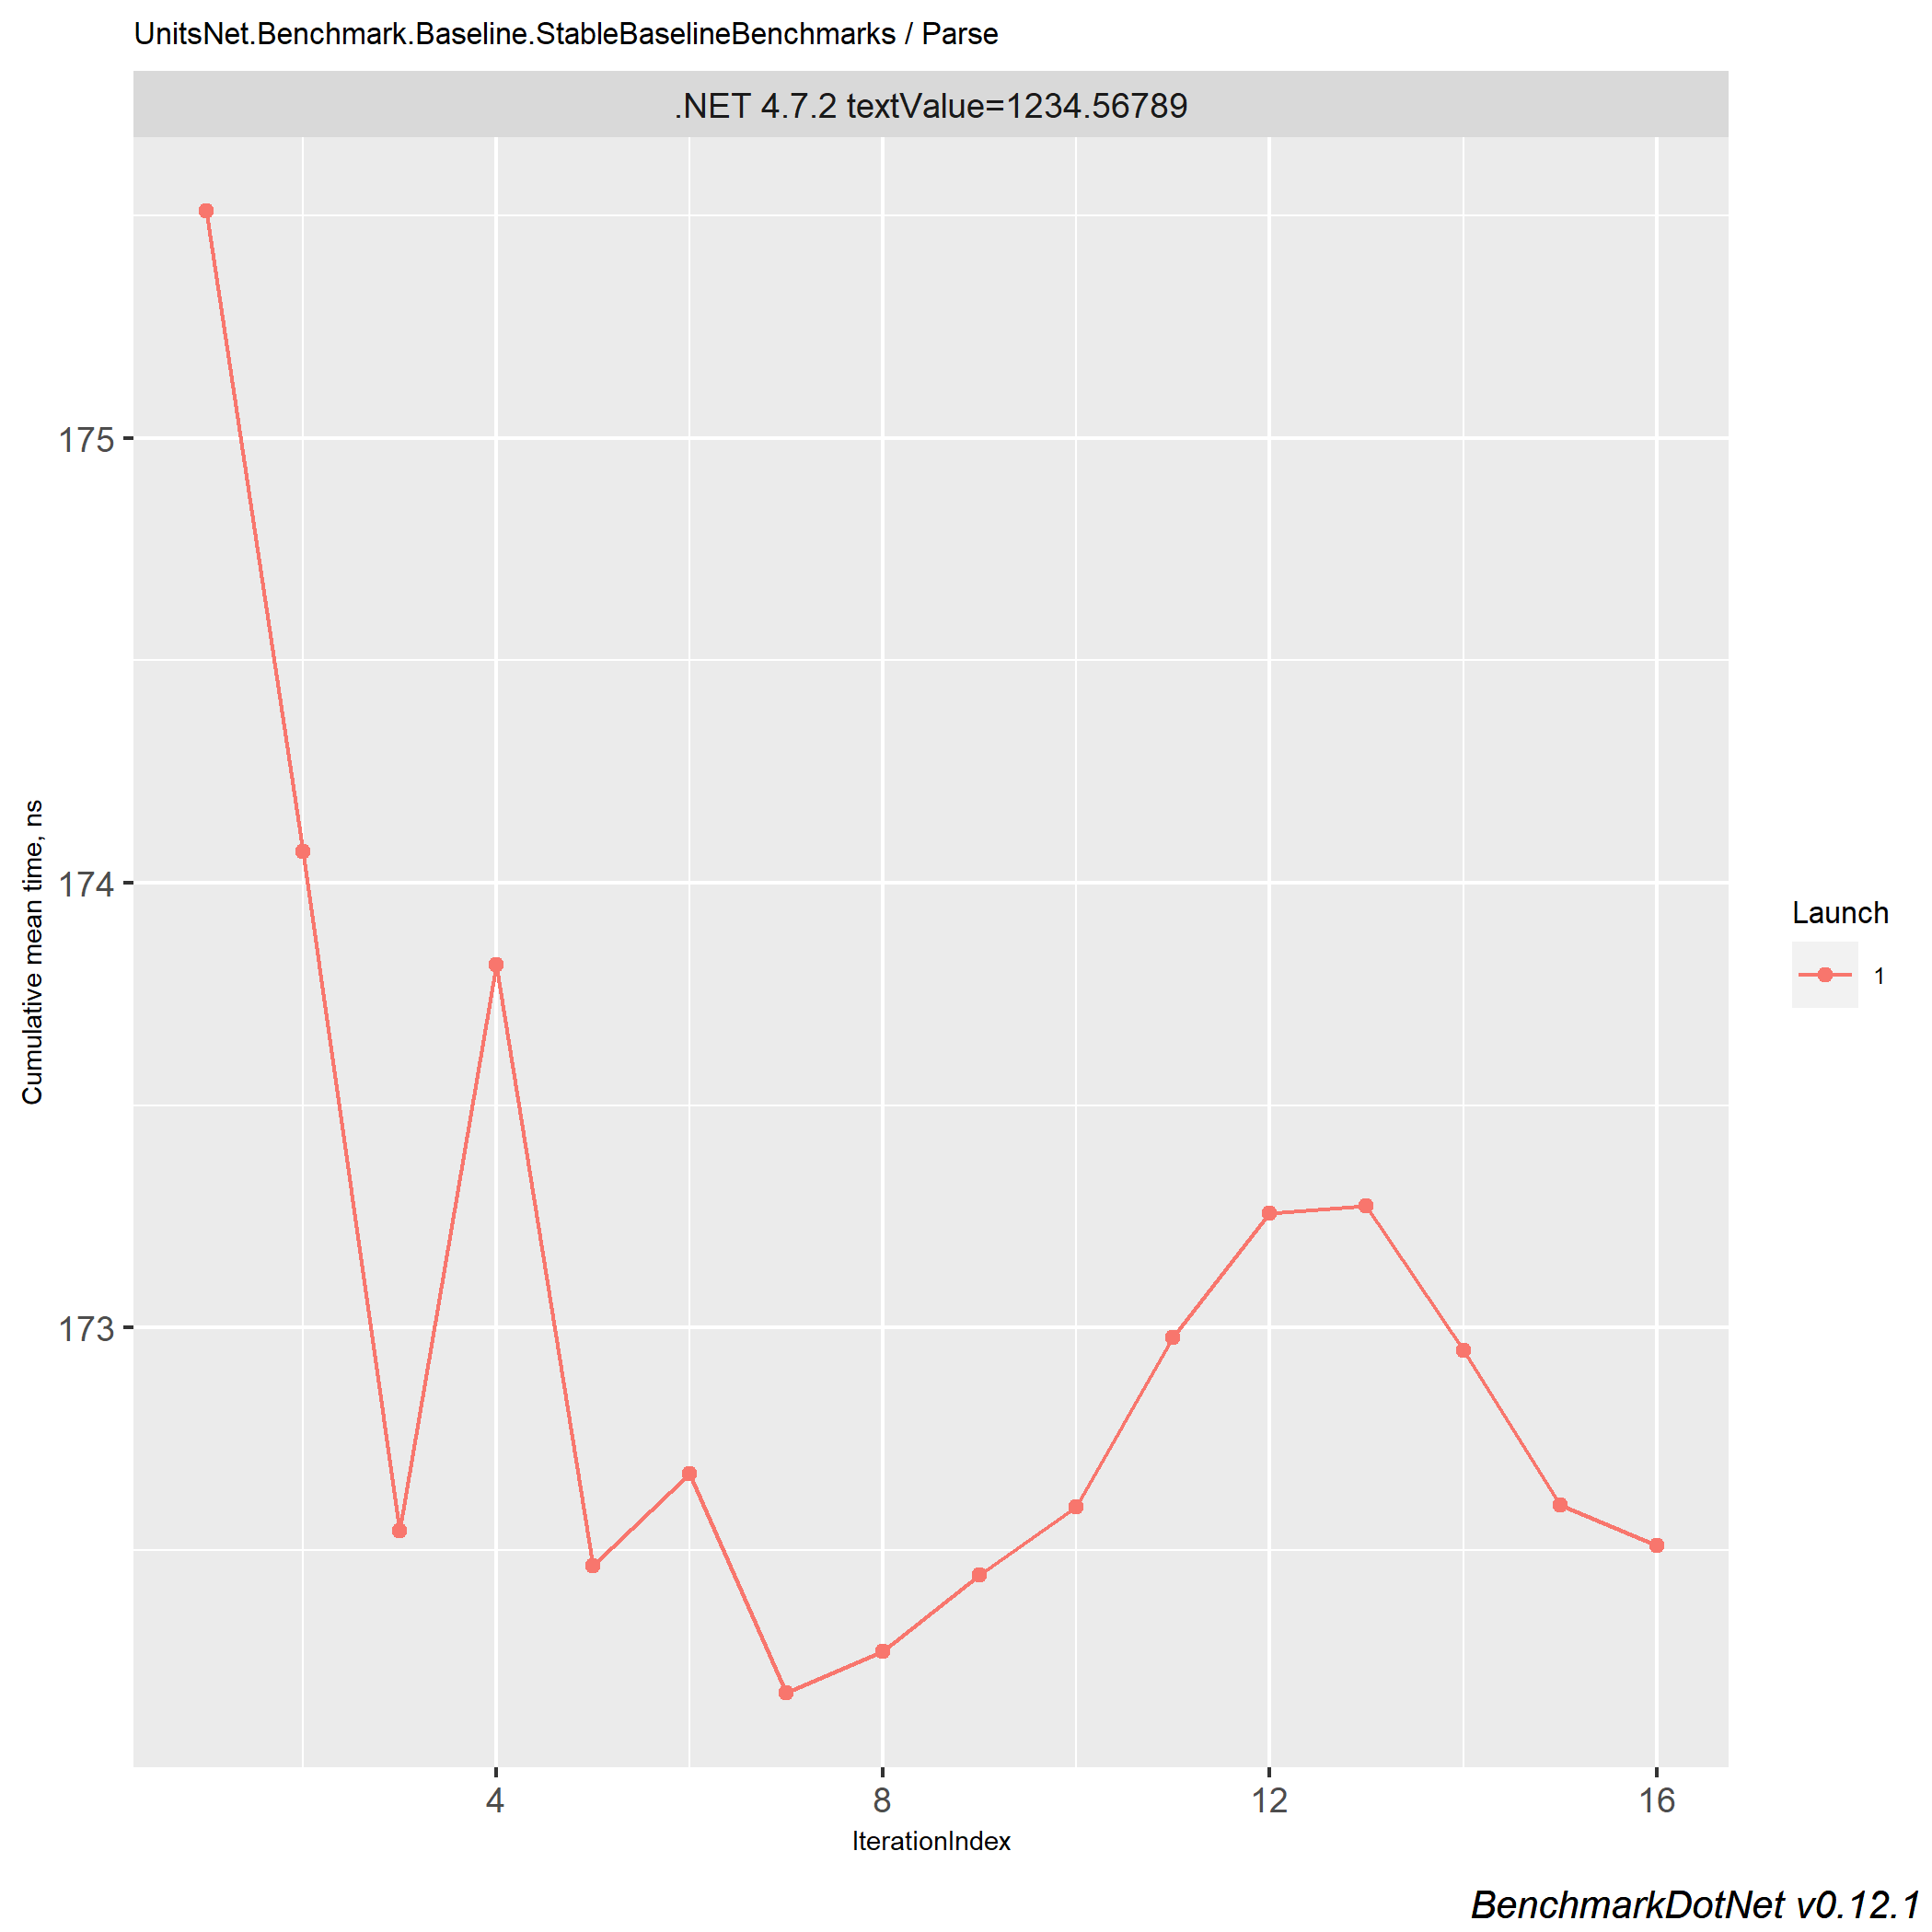 UnitsNet.Benchmark.Baseline.StableBaselineBenchmarks / Parse
.NET 4.7.2 textValue=1234.56789
175
174
173
Cumulative mean time, ns
4
8
12
16
IterationIndex
Launch
1
BenchmarkDotNet v0.12.1